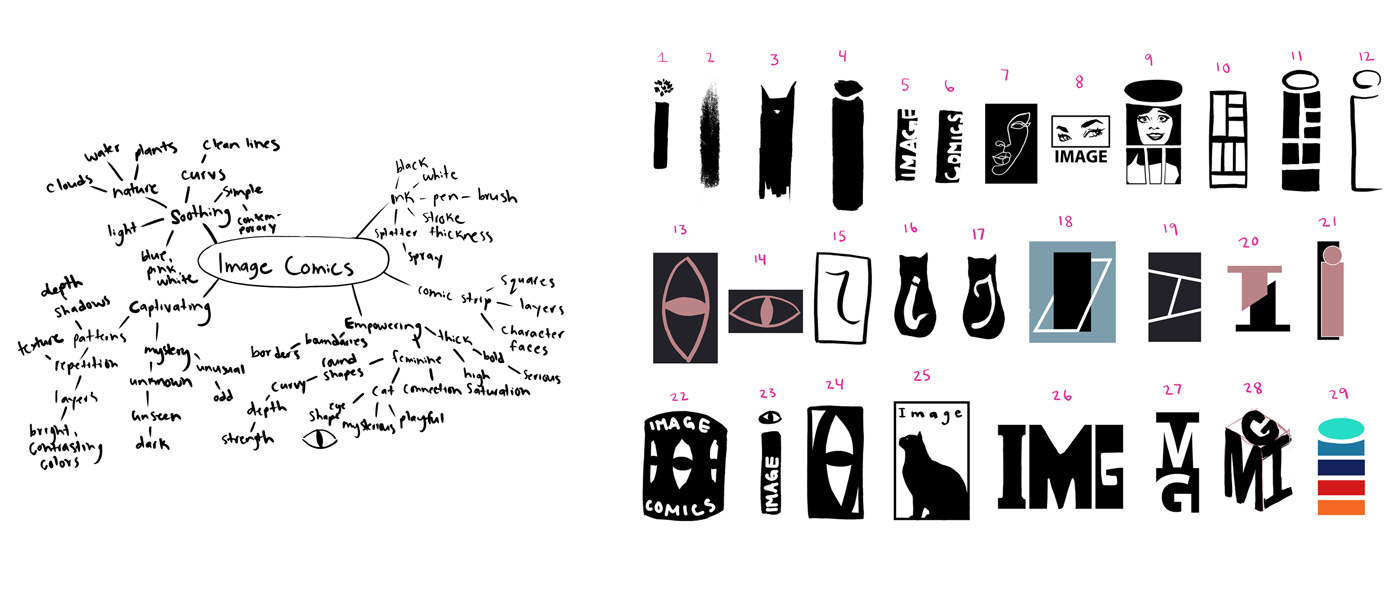 clean lines
water
plants
curvs
clouds
nature
simple
Soothing
contem-
porary
light
blue,
pink,
white
black
white
ink - pen - brush
stroke
splatter thickness
spray
Image Comics
comic strip
squares
layers
character
faces
depth
shadows
Captivating
texture
patterns
repetition
layers
bright,
contrasting
colors
mystery
unusual
odd
unknown
unseen
dark
Empowering
boundaries
borders
thick
bold
serious
high
Saturation
feminine
round
shapes
curvy
depth
strength
cat
connection
eye
shape
mysterious
playful
1
2
3
4
5
6
7
8
9
10
11
12
IMAGE
COMICS
IMAGE
13
14
15
16
17
18
19
20
21
i
I
i
22
23
24
25
26
27
28
29
IMAGE
COMICS
IMAGE
Image
IMG
I
M
G
G
M
I